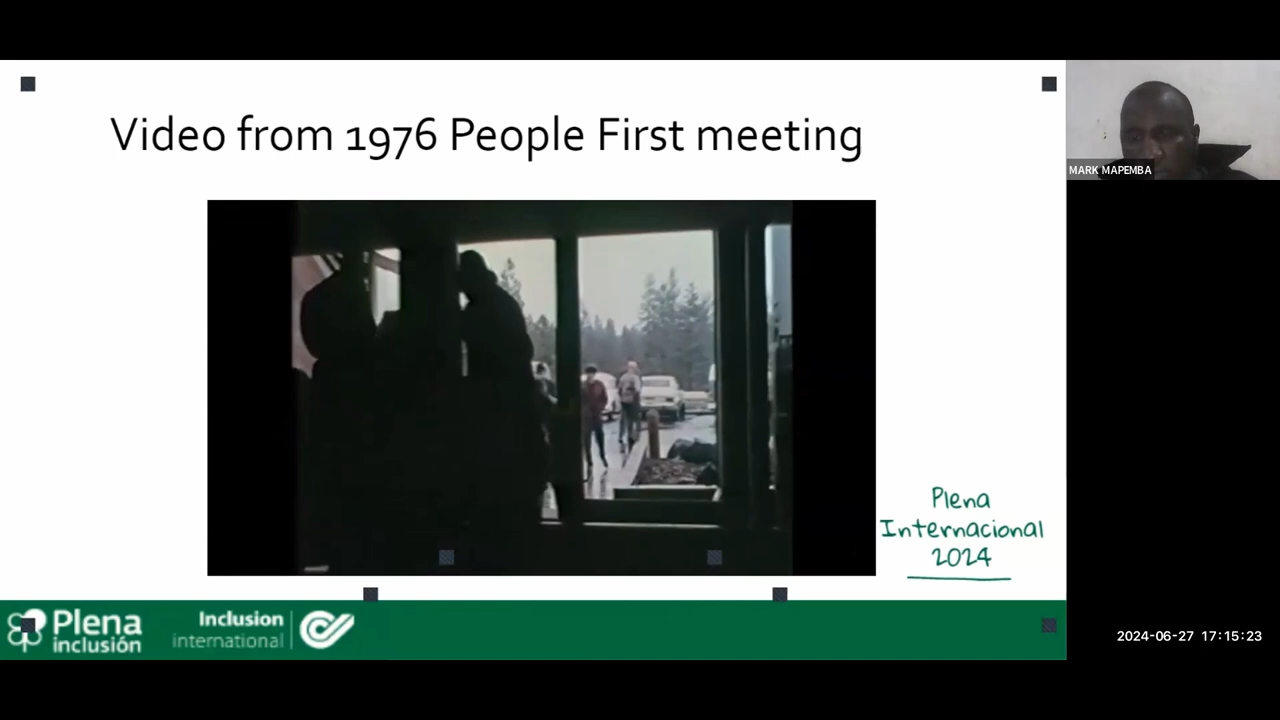 Video from 1976 People First meeting
MARK MAPEMBA
Plena
Internacional
2024
Plena
inclusión
Inclusion
international
2024-06-27 17:15:23